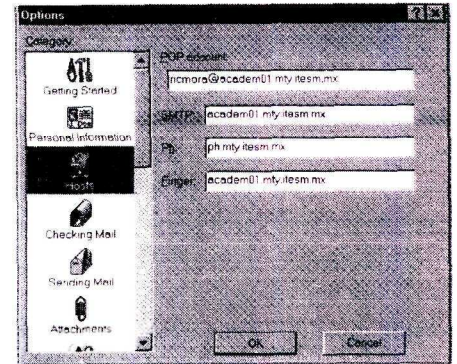 Options
Category:
Getting Started
Personal Information
Hosts
Checking Mail
Sending Mail
Attachments
POP account:
ncmora@academ01.mty.itesm.mx
SMTP: academ01.mty.itesm.mx
Ph: ph.mty.itesm.mx
Finger: academ01.mty.itesm.mx
OK Cancel